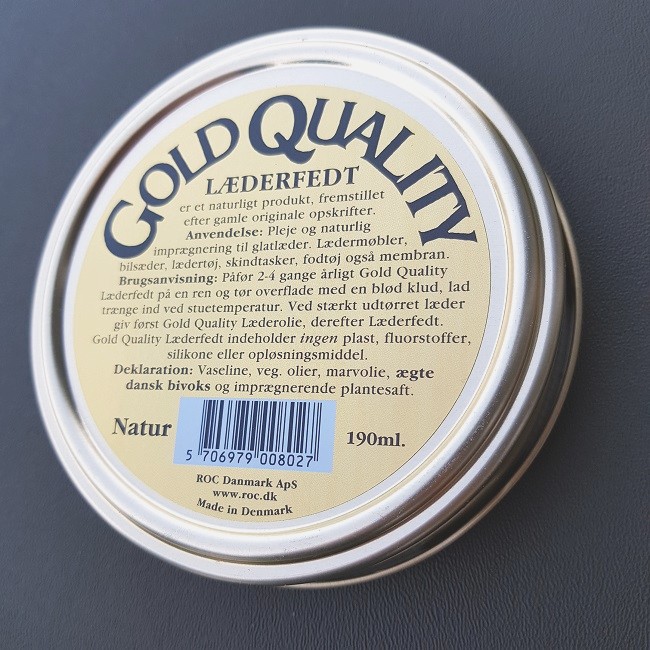 GOLD QUALITY
LÆDERFEDT
er et naturligt produkt, fremstillet
efter gamle originale opskrifter.
Anvendelse: Pleje og naturlig
imprægnering til glatlæder. Lædermøbler,
bilsæder, lædertøj, skindtasker, fodtøj også membran.
Brugsanvisning: Påfør 2-4 gange årligt Gold Quality
Læderfedt på en ren og tør overflade med en blød klud, lad
trænge ind ved stuetemperatur. Ved stærkt udtørret læder
giv først Gold Quality Læderolie, derefter Læderfedt.
Gold Quality Læderfedt indeholder ingen plast, fluorstoffer,
silikone eller opløsningsmiddel.
Deklaration: Vaseline, veg. olier, marvolie, ægte
dansk bivoks og imprægnerende plantesaft.
Natur
190ml.
5 706979 008027
ROC Danmark ApS
www.roc.dk
Made in Denmark